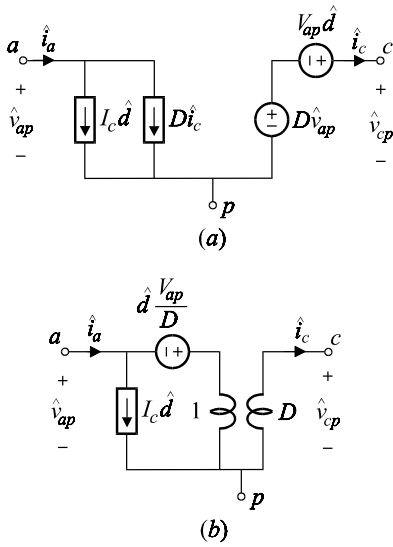 V_ap d̂
a î_a î_c c
+ +
v̂_ap I_c d̂ D î_c + − D v̂_ap v̂_cp
− −
p
(a)
d̂ V_ap / D
a î_a − + î_c c
+ +
v̂_ap I_c d̂ 1 D v̂_cp
− −
p
(b)